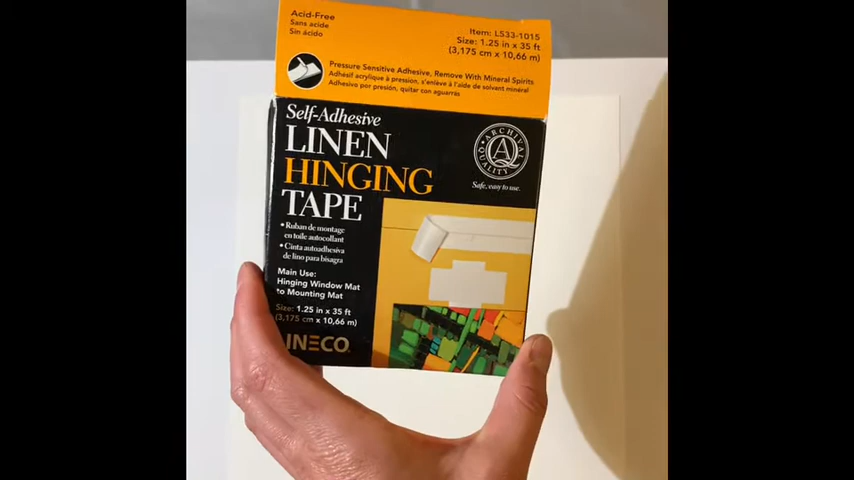 Acid-Free
Sans acide
Sin ácido
Item: L533-1015
Size: 1.25 in x 35 ft
(3,175 cm x 10,66 m)
Pressure Sensitive Adhesive, Remove With Mineral Spirits
Adhésif acrylique à pression, s'enlève à l'aide de solvant minéral
Adhesivo por presión, quitar con aguarras
Self-Adhesive
LINEN
HINGING
TAPE
ARCHIVAL
AQ
QUALITY
Safe, easy to use.
• Ruban de montage
en toile autocollant
• Cinta autoadhesiva
de lino para bisagra
Main Use:
Hinging Window Mat
to Mounting Mat
Size: 1.25 in x 35 ft
(3,175 cm x 10,66 m)
LINECO